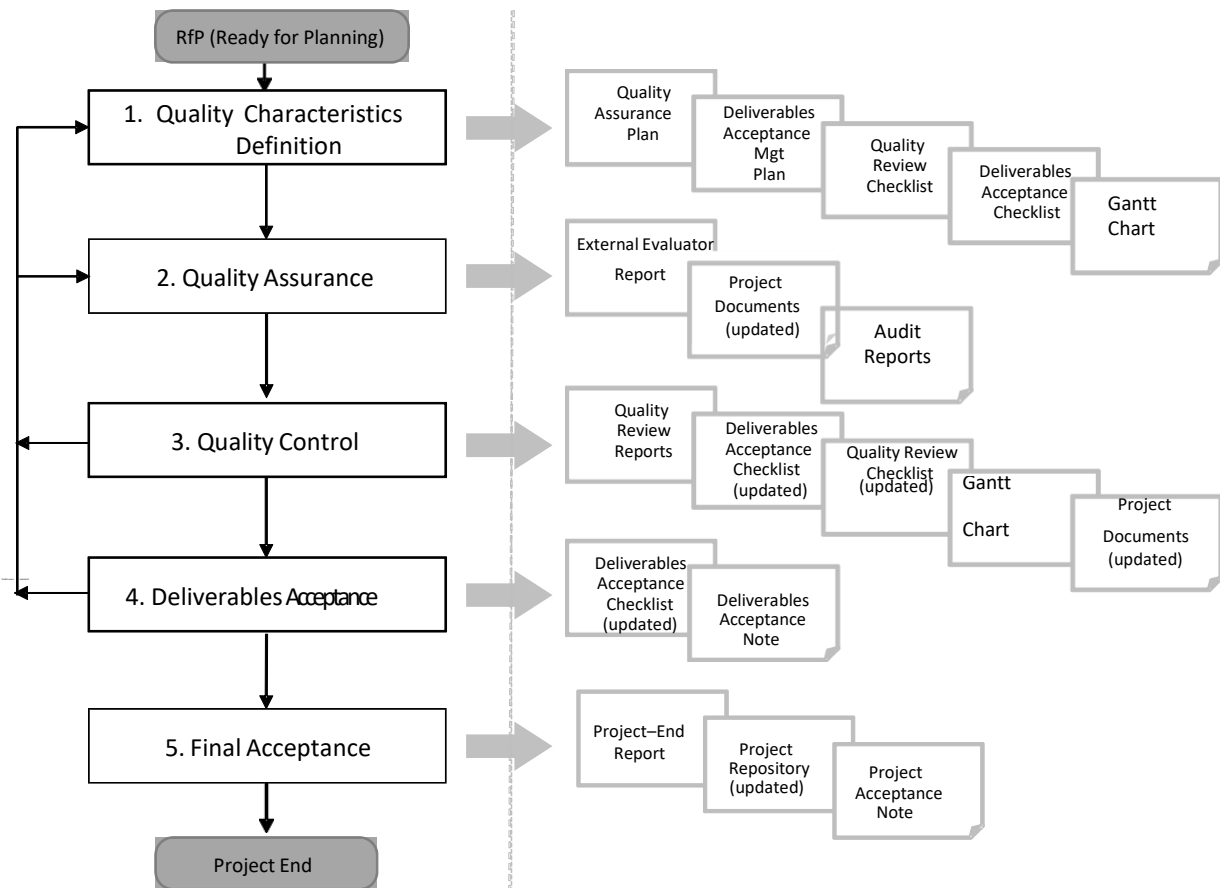 RfP (Ready for Planning)
1. Quality Characteristics
Definition
Quality
Assurance
Plan
Deliverables
Acceptance
Mgt
Plan
Quality
Review
Checklist
Deliverables
Acceptance
Checklist
Gantt
Chart
2. Quality Assurance
External Evaluator
Report
Project
Documents
(updated)
Audit
Reports
3. Quality Control
Quality
Review
Reports
Deliverables
Acceptance
Checklist
(updated)
Quality Review
Checklist
(updated)
Gantt
Chart
Project
Documents
(updated)
4. Deliverables Acceptance
Deliverables
Acceptance
Checklist
(updated)
Deliverables
Acceptance
Note
5. Final Acceptance
Project–End
Report
Project
Repository
(updated)
Project
Acceptance
Note
Project End